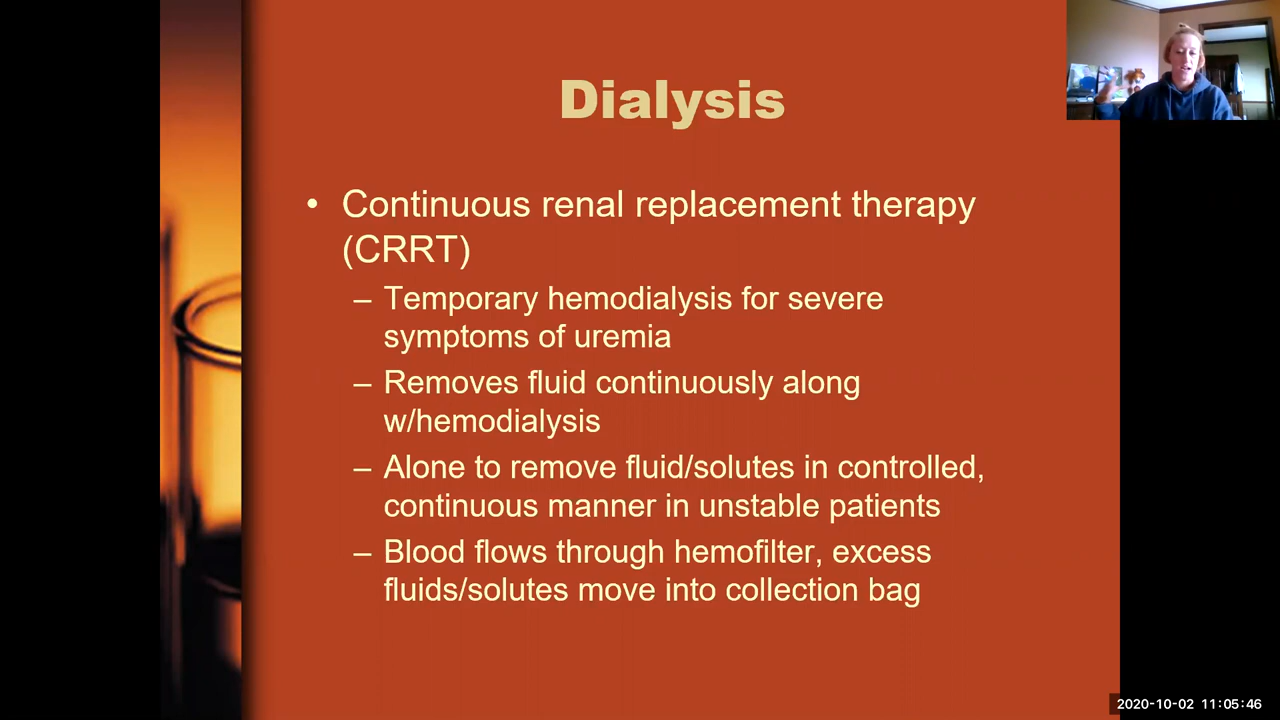 Dialysis
• Continuous renal replacement therapy
(CRRT)
– Temporary hemodialysis for severe
symptoms of uremia
– Removes fluid continuously along
w/hemodialysis
– Alone to remove fluid/solutes in controlled,
continuous manner in unstable patients
– Blood flows through hemofilter, excess
fluids/solutes move into collection bag
2020-10-02 11:05:46